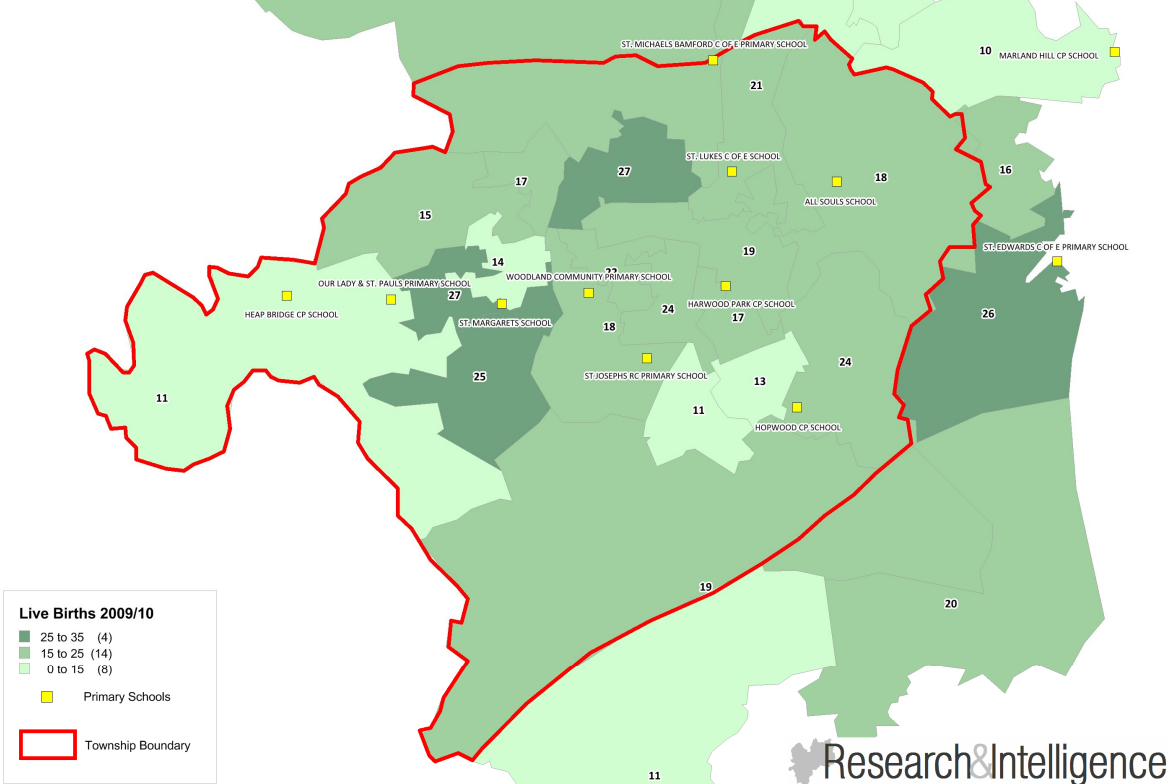 ST. MICHAELS BAMFORD C OF E PRIMARY SCHOOL
10
MARLAND HILL CP SCHOOL
21
ST. LUKES C OF E SCHOOL
27
17
18
16
ALL SOULS SCHOOL
15
ST. EDWARDS C OF E PRIMARY SCHOOL
19
14
22
WOODLAND COMMUNITY PRIMARY SCHOOL
OUR LADY & ST. PAULS PRIMARY SCHOOL
27
HEAP BRIDGE CP SCHOOL
ST. MARGARETS SCHOOL
HARWOOD PARK CP SCHOOL
24
17
18
26
24
25
ST JOSEPHS RC PRIMARY SCHOOL
13
11
11
HOPWOOD CP SCHOOL
19
20
11
Live Births 2009/10
25 to 35 (4)
15 to 25 (14)
0 to 15 (8)
Primary Schools
Township Boundary
Research&Intelligence